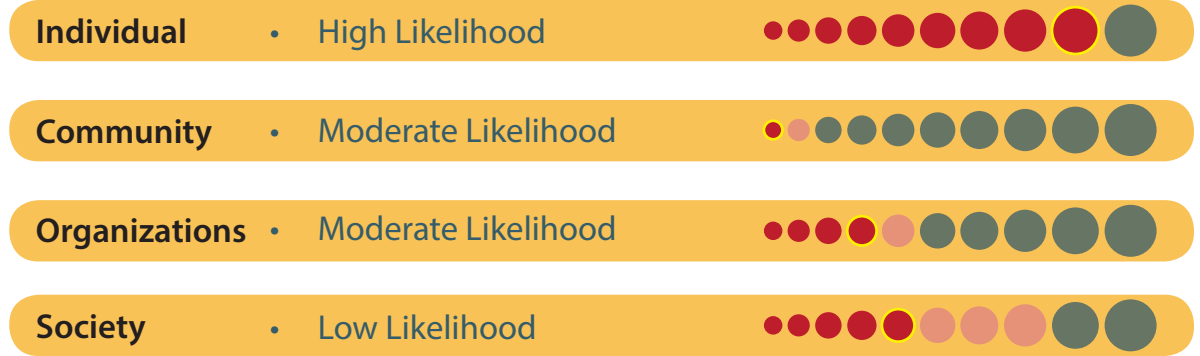 Individual • High Likelihood
Community • Moderate Likelihood
Organizations • Moderate Likelihood
Society • Low Likelihood